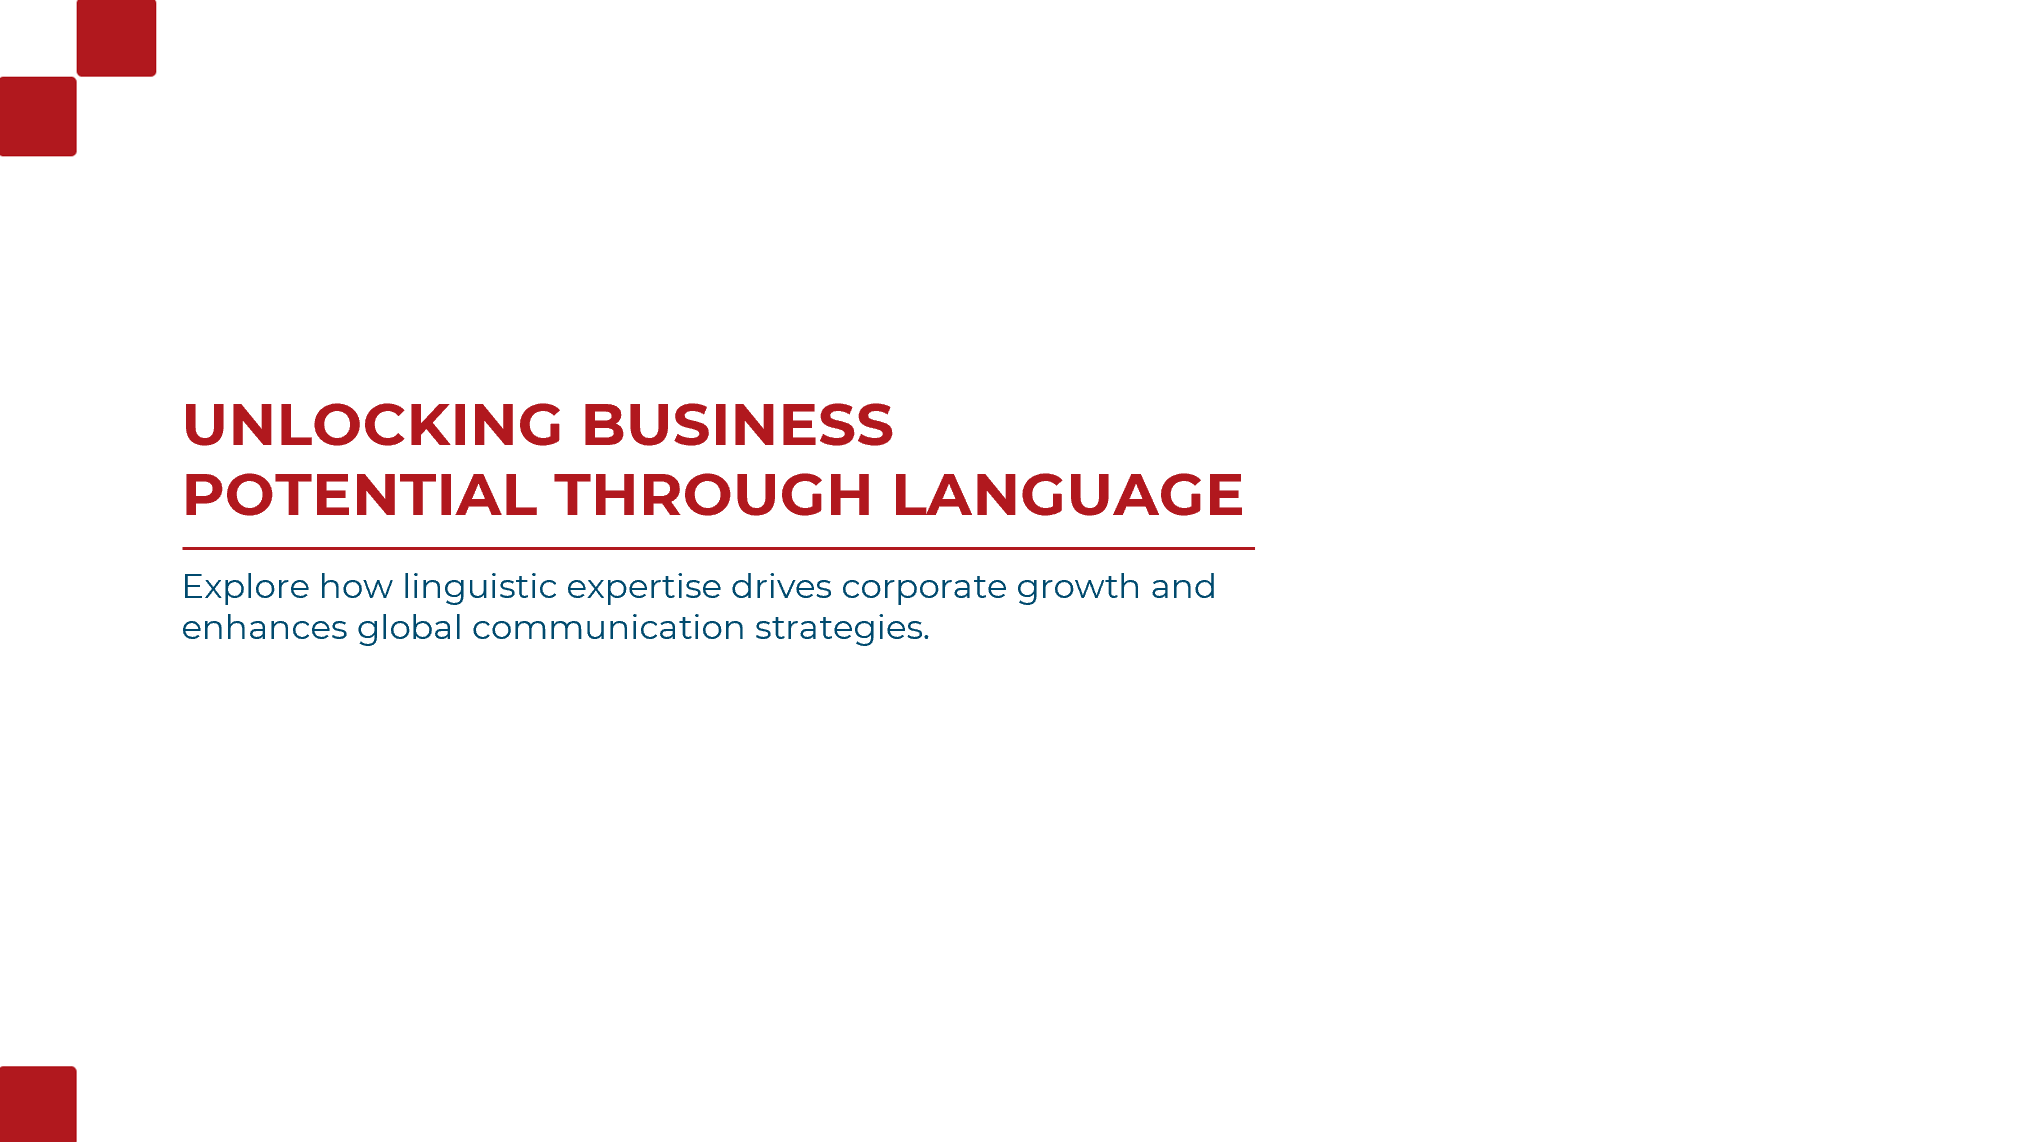 UNLOCKING BUSINESS
POTENTIAL THROUGH LANGUAGE
Explore how linguistic expertise drives corporate growth and
enhances global communication strategies.